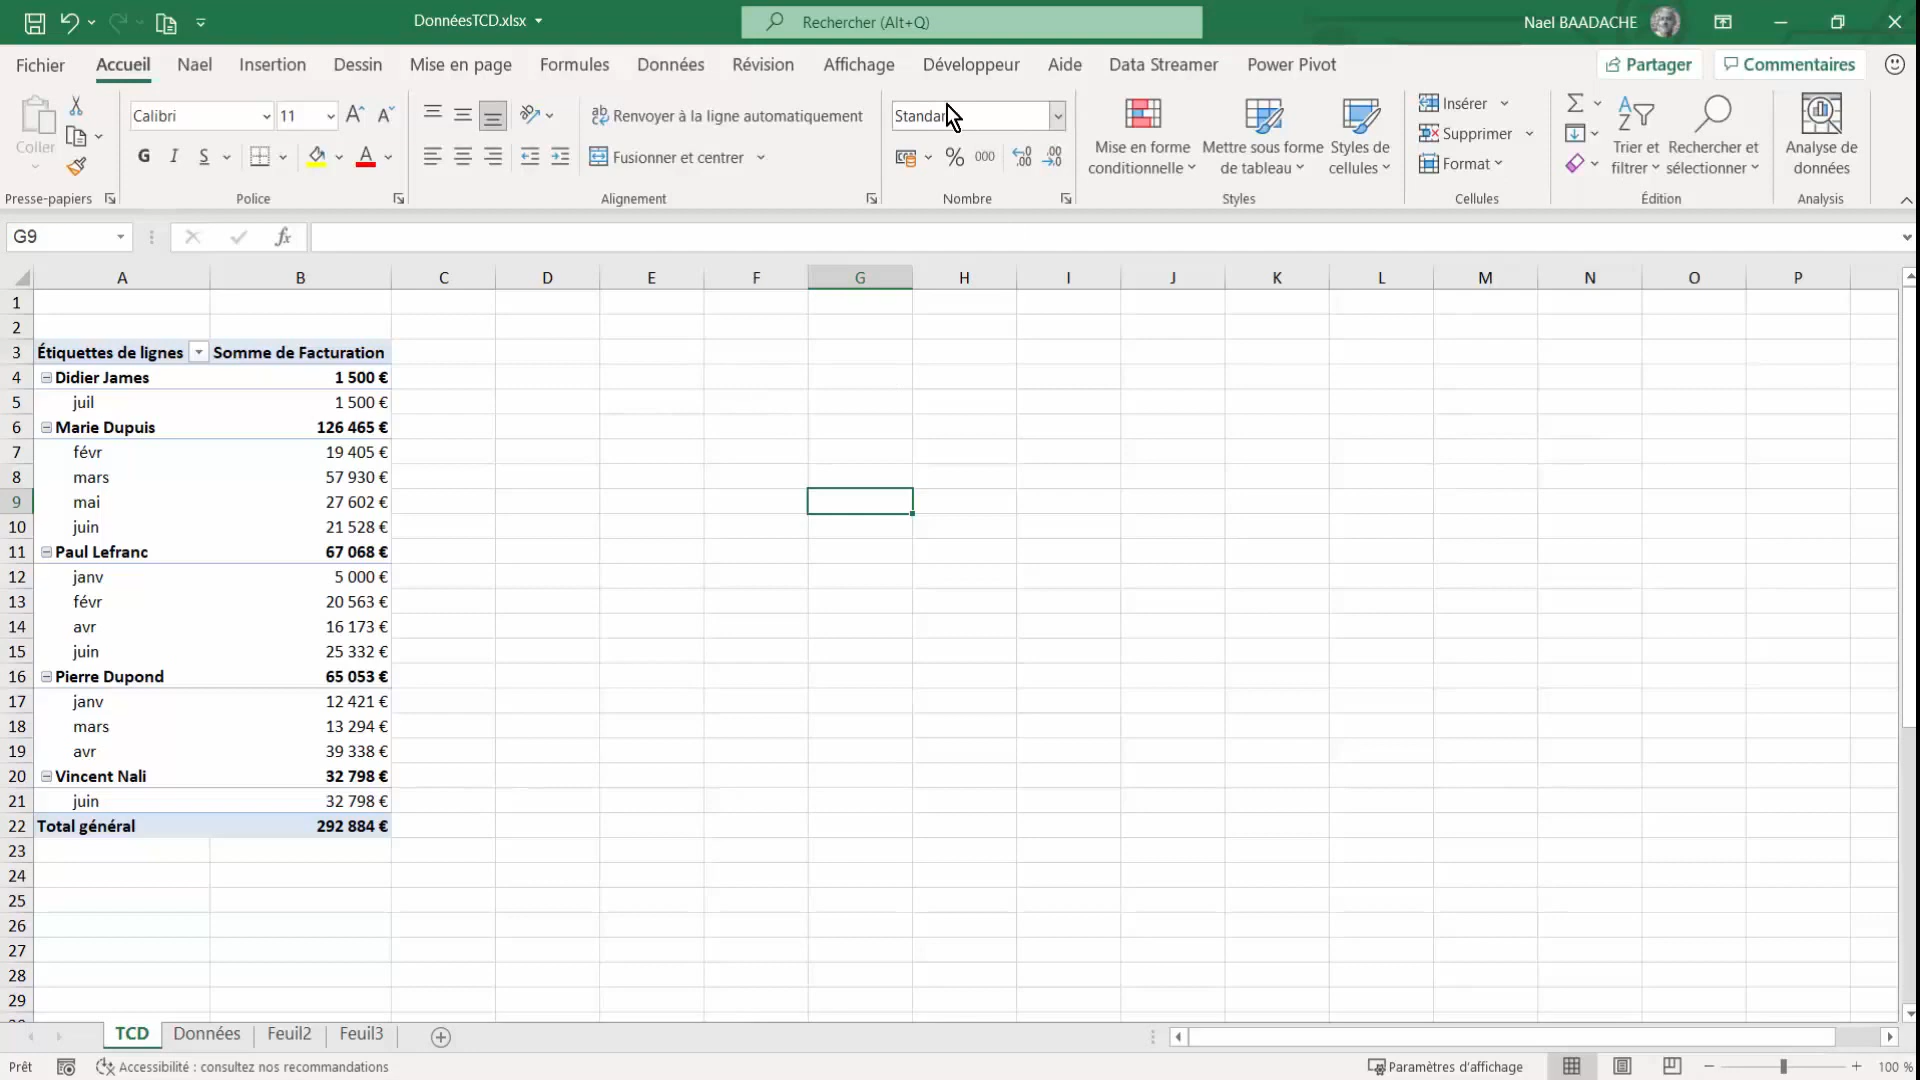 DonnéesTCD.xlsx
Rechercher (Alt+Q)
Nael BAADACHE
Fichier Accueil Nael Insertion Dessin Mise en page Formules Données Révision Affichage Développeur Aide Data Streamer Power Pivot Partager Commentaires
Coller
Presse-papiers
Calibri 11
G I S A
Police
Renvoyer à la ligne automatiquement
Fusionner et centrer
Alignement
% 000
Nombre
Mise en forme conditionnelle
Mettre sous forme de tableau
Styles de cellules
Styles
Insérer
Supprimer
Format
Cellules
Trier et filtrer
Rechercher et sélectionner
Édition
Analyse de données
Analysis
G9 fx
A B C D E F G H I J K L M N O P
1
2
3 Étiquettes de lignes Somme de Facturation
4 Didier James 1 500 €
5 juil 1 500 €
6 Marie Dupuis 126 465 €
7 févr 19 405 €
8 mars 57 930 €
9 mai 27 602 €
10 juin 21 528 €
11 Paul Lefranc 67 068 €
12 janv 5 000 €
13 févr 20 563 €
14 avr 16 173 €
15 juin 25 332 €
16 Pierre Dupond 65 053 €
17 janv 12 421 €
18 mars 13 294 €
19 avr 39 338 €
20 Vincent Nali 32 798 €
21 juin 32 798 €
22 Total général 292 884 €
23
24
25
26
27
28
29
TCD Données Feuil2 Feuil3
Prêt Accessibilité : consultez nos recommandations Paramètres d'affichage 100 %